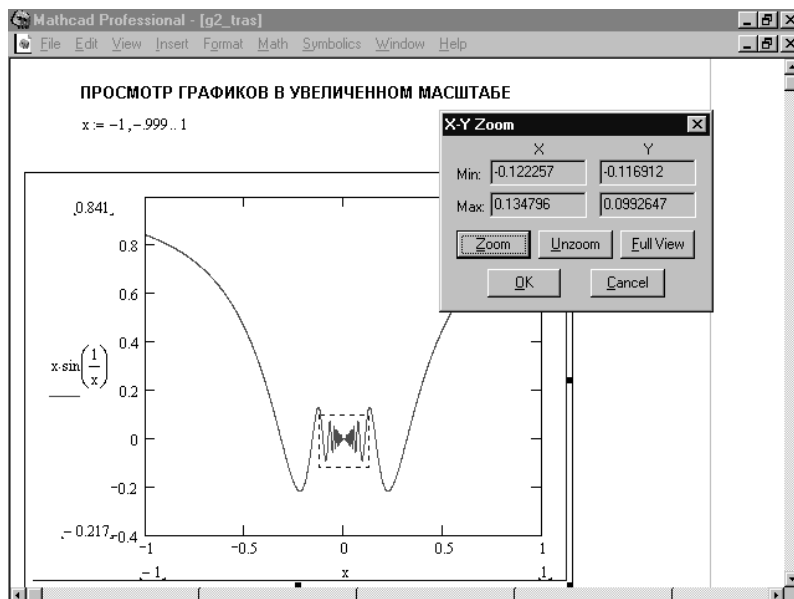 Mathcad Professional - [g2_tras]
File Edit View Insert Format Math Symbolics Window Help
ПРОСМОТР ГРАФИКОВ В УВЕЛИЧЕННОМ МАСШТАБЕ
x := −1,−.999.. 1
X-Y Zoom
X Y
Min: -0.122257 -0.116912
Max: 0.134796 0.0992647
Zoom Unzoom Full View
OK Cancel
0.841
0.8
0.6
0.4
x·sin(1/x)
0.2
0
−0.2
−0.217
−0.4
−1 −0.5 0 0.5 1
−1 x 1